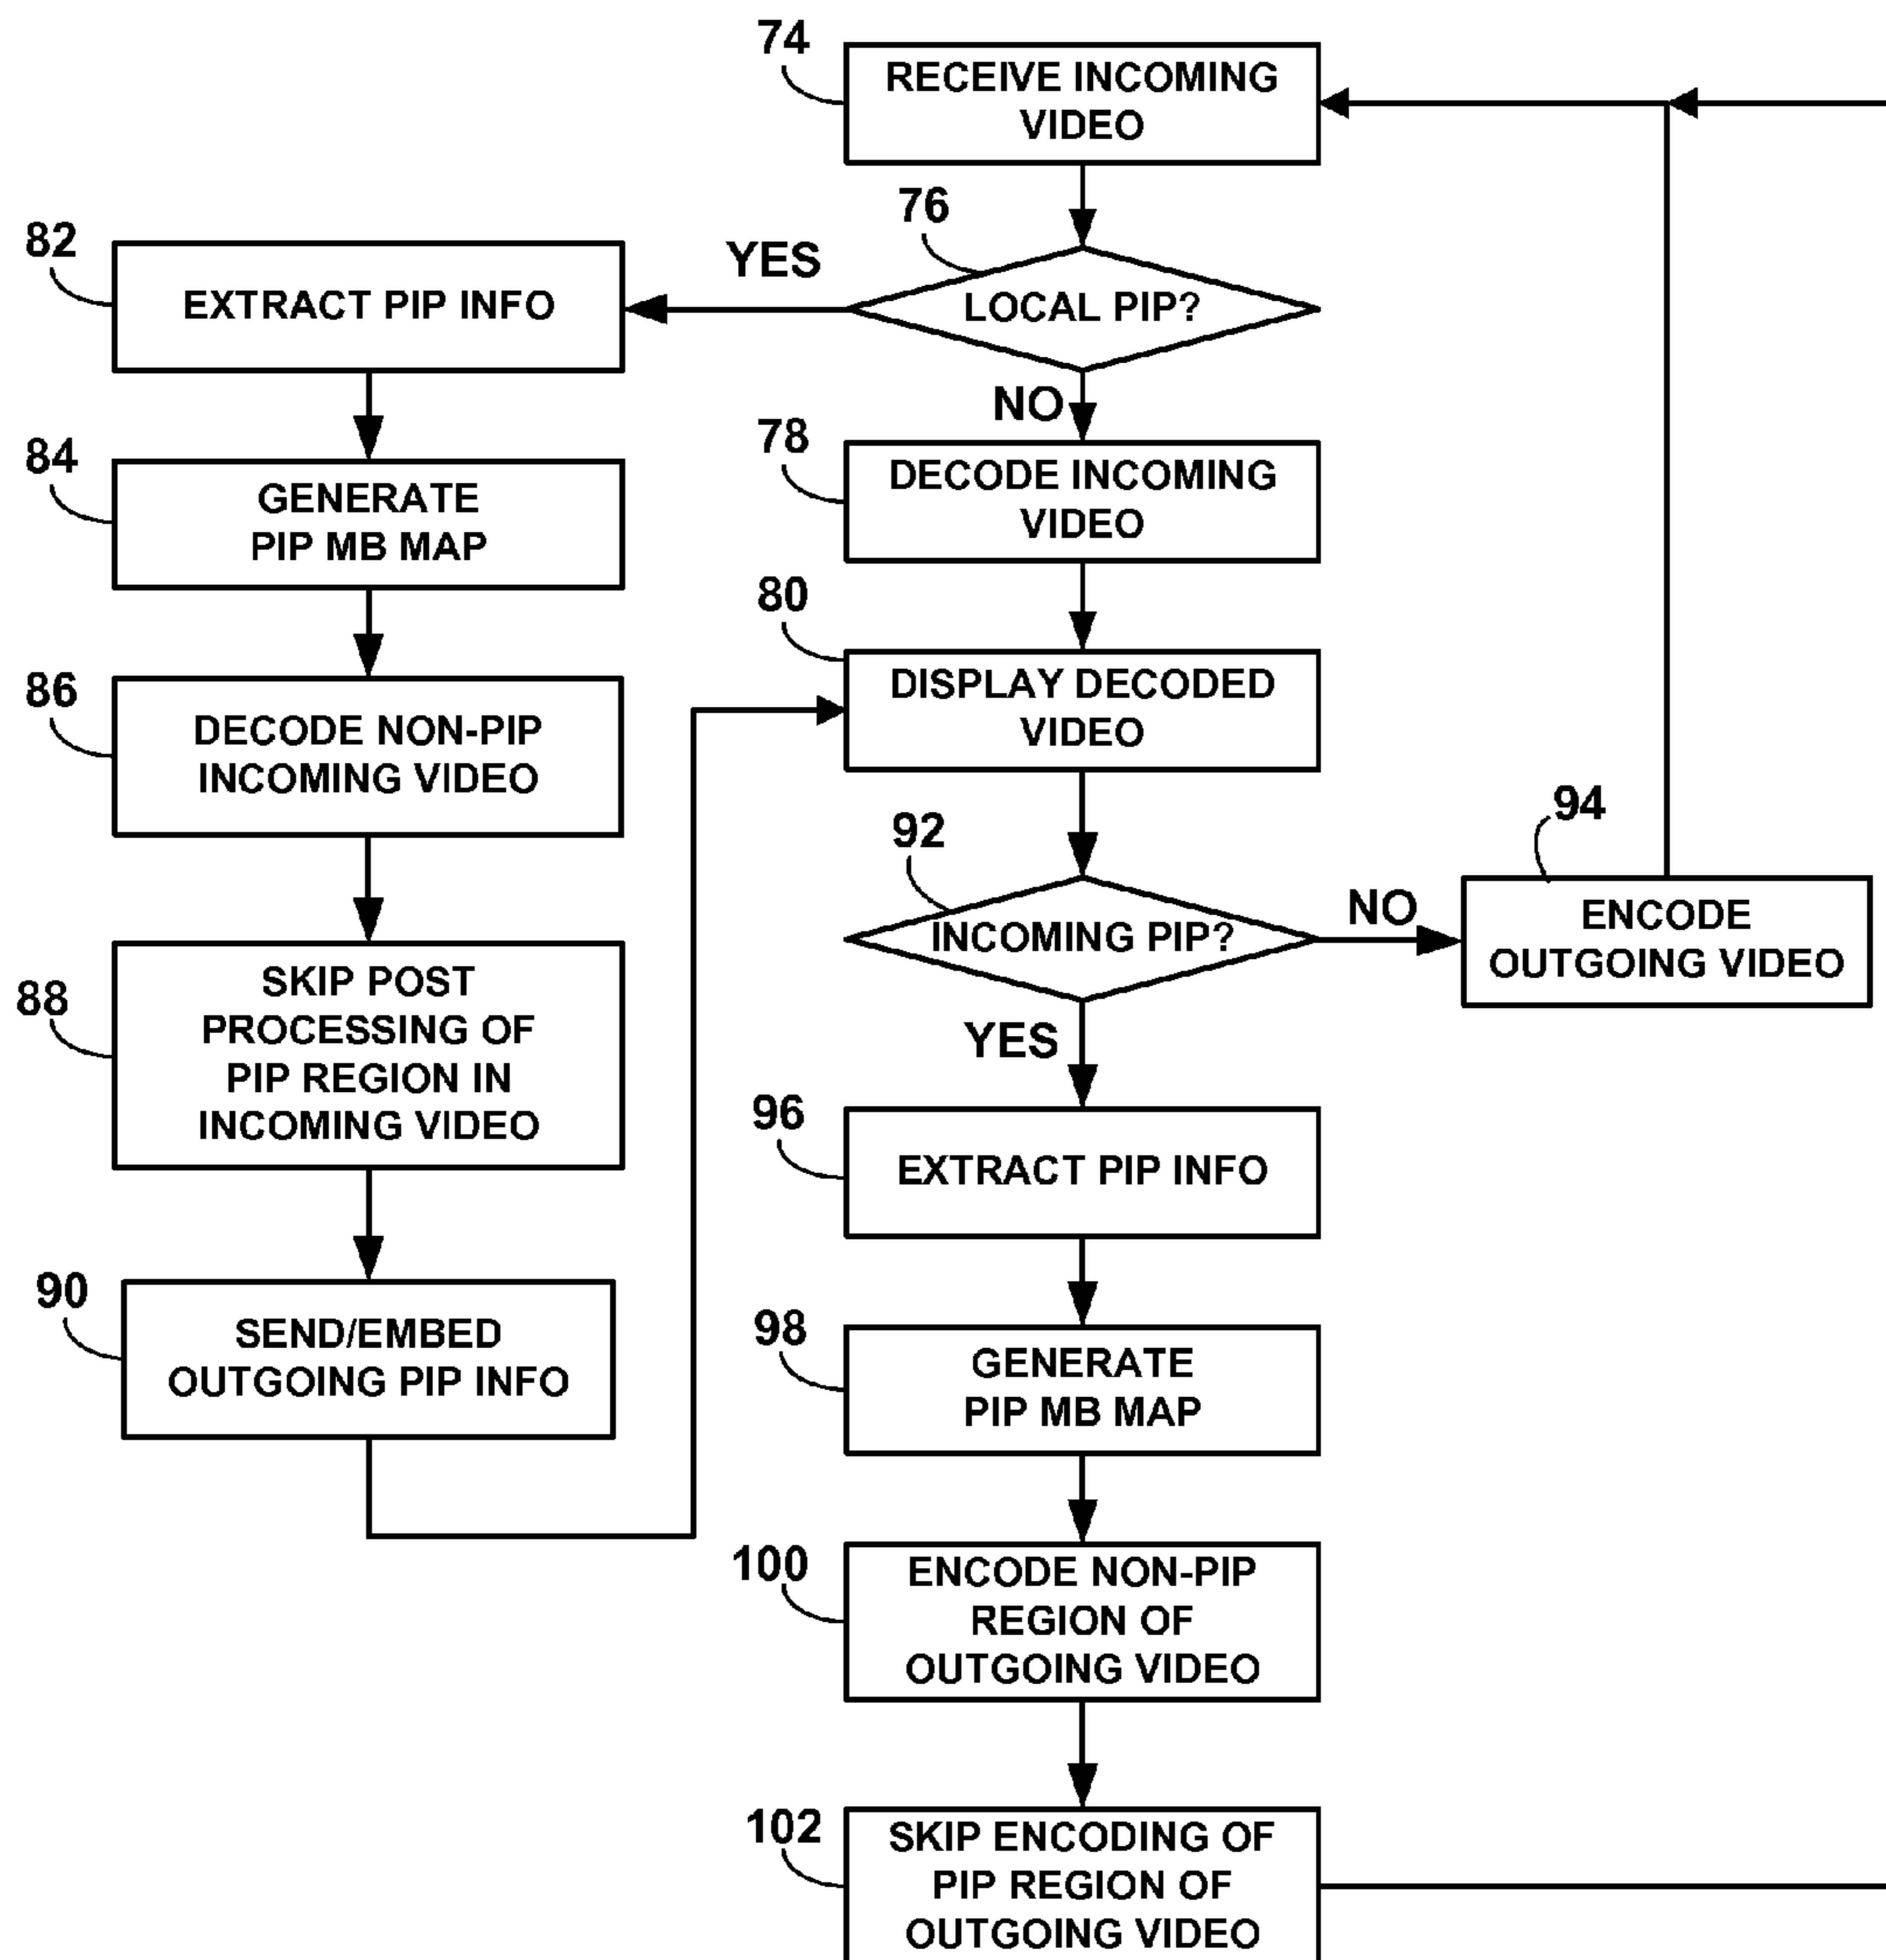 74
RECEIVE INCOMING
VIDEO
76
LOCAL PIP?
YES
NO
82
EXTRACT PIP INFO
84
GENERATE
PIP MB MAP
86
DECODE NON-PIP
INCOMING VIDEO
88
SKIP POST
PROCESSING OF
PIP REGION IN
INCOMING VIDEO
90
SEND/EMBED
OUTGOING PIP INFO
78
DECODE INCOMING
VIDEO
80
DISPLAY DECODED
VIDEO
92
INCOMING PIP?
NO
YES
94
ENCODE
OUTGOING VIDEO
96
EXTRACT PIP INFO
98
GENERATE
PIP MB MAP
100
ENCODE NON-PIP
REGION OF
OUTGOING VIDEO
102
SKIP ENCODING OF
PIP REGION OF
OUTGOING VIDEO